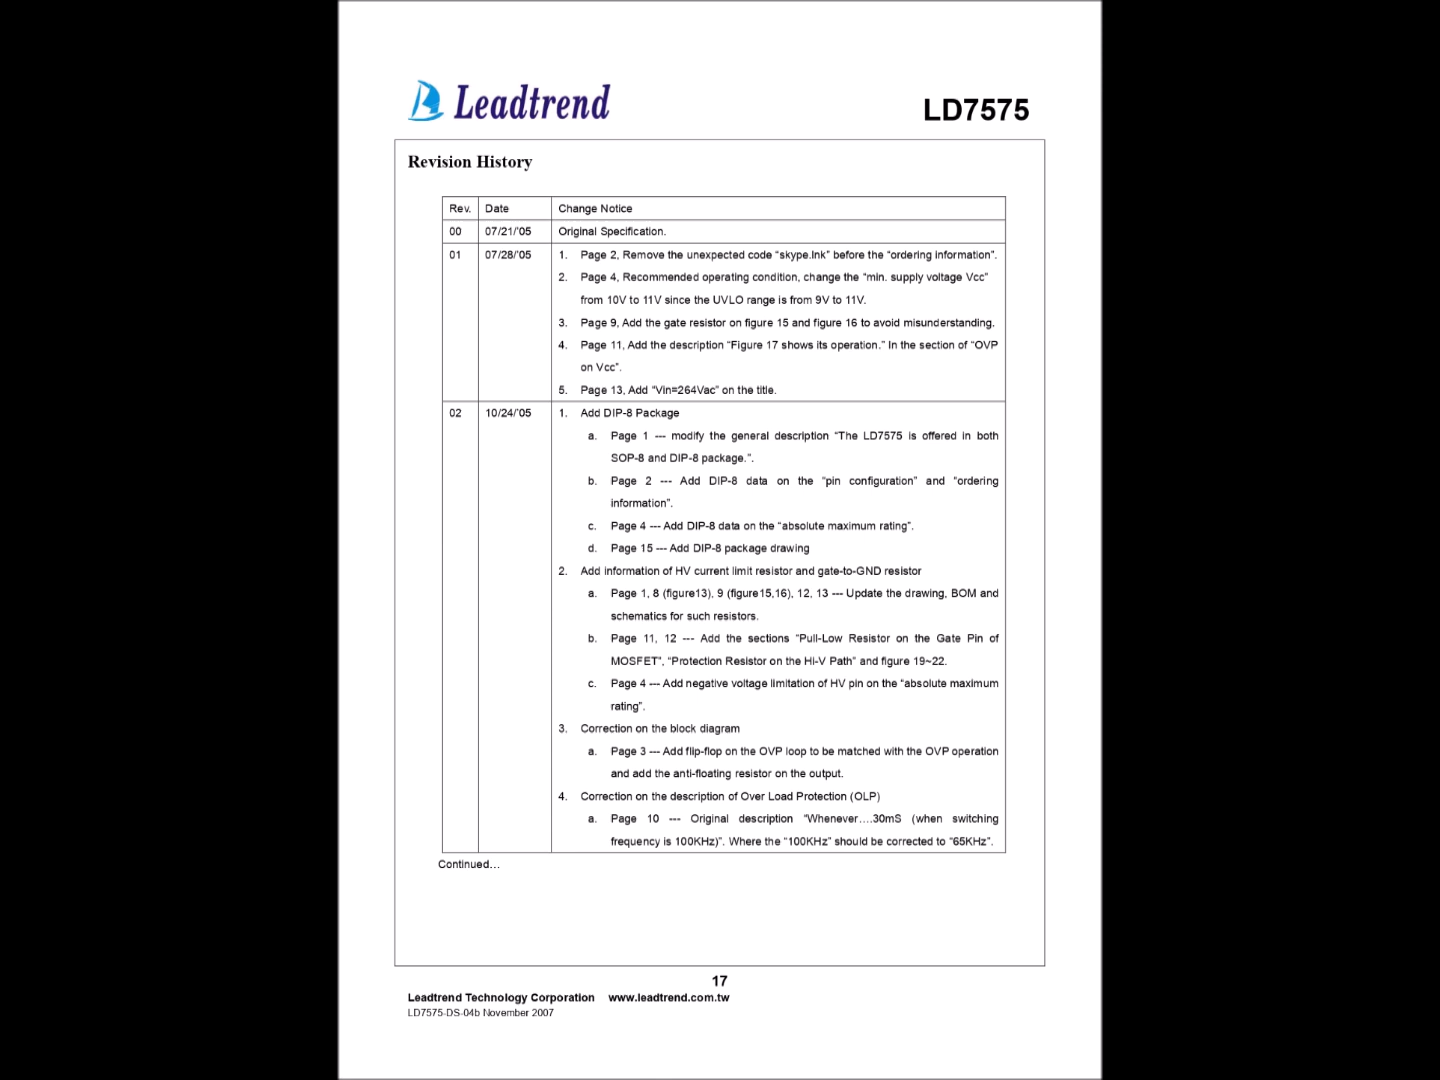 Leadtrend
LD7575
Revision History
Rev. Date Change Notice
00 07/21/'05 Original Specification.
01 07/28/'05 1. Page 2, Remove the unexpected code “skype.lnk” before the “ordering information”.
2. Page 4, Recommended operating condition, change the “min. supply voltage Vcc”
from 10V to 11V since the UVLO range is from 9V to 11V.
3. Page 9, Add the gate resistor on figure 15 and figure 16 to avoid misunderstanding.
4. Page 11, Add the description “Figure 17 shows its operation.” In the section of “OVP
on Vcc”.
5. Page 13, Add “Vin=264Vac” on the title.
02 10/24/'05 1. Add DIP-8 Package
a. Page 1 --- modify the general description “The LD7575 is offered in both
SOP-8 and DIP-8 package.”.
b. Page 2 --- Add DIP-8 data on the “pin configuration” and “ordering
information”.
c. Page 4 --- Add DIP-8 data on the “absolute maximum rating”.
d. Page 15 --- Add DIP-8 package drawing
2. Add information of HV current limit resistor and gate-to-GND resistor
a. Page 1, 8 (figure13), 9 (figure15,16), 12, 13 --- Update the drawing, BOM and
schematics for such resistors.
b. Page 11, 12 --- Add the sections “Pull-Low Resistor on the Gate Pin of
MOSFET”, “Protection Resistor on the Hi-V Path” and figure 19~22.
c. Page 4 --- Add negative voltage limitation of HV pin on the “absolute maximum
rating”.
3. Correction on the block diagram
a. Page 3 --- Add flip-flop on the OVP loop to be matched with the OVP operation
and add the anti-floating resistor on the output.
4. Correction on the description of Over Load Protection (OLP)
a. Page 10 --- Original description “Whenever….30mS (when switching
frequency is 100KHz)”. Where the “100KHz” should be corrected to “65KHz”.
Continued…
17
Leadtrend Technology Corporation www.leadtrend.com.tw
LD7575-DS-04b November 2007